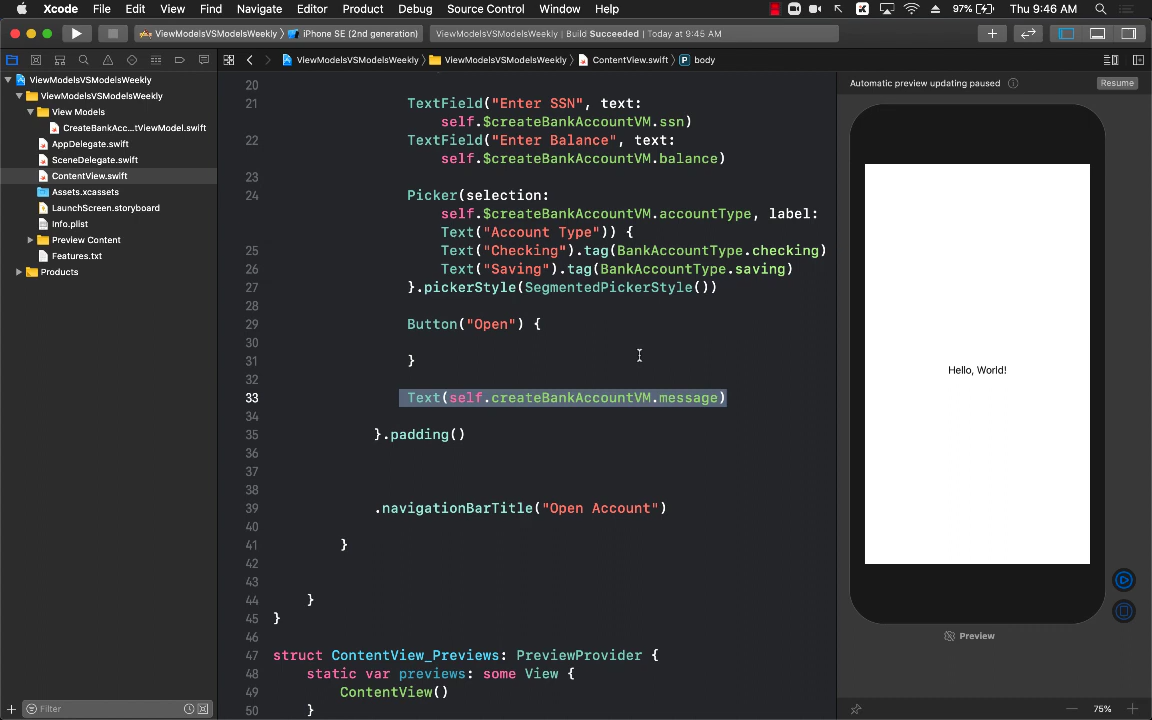 Xcode File Edit View Find Navigate Editor Product Debug Source Control Window Help 97% Thu 9:46 AM
ViewModelsVSModelsWeekly iPhone SE (2nd generation) ViewModelsVSModelsWeekly | Build Succeeded | Today at 9:45 AM
ViewModelsVSModelsWeekly ViewModelsVSModelsWeekly ContentView.swift P body
ViewModelsVSModelsWeekly
ViewModelsVSModelsWeekly
View Models
CreateBankAcc...tViewModel.swift
AppDelegate.swift
SceneDelegate.swift
ContentView.swift
Assets.xcassets
LaunchScreen.storyboard
Info.plist
Preview Content
Features.txt
Products
Filter
20
21 TextField("Enter SSN", text:
self.$createBankAccountVM.ssn)
22 TextField("Enter Balance", text:
self.$createBankAccountVM.balance)
23
24 Picker(selection:
self.$createBankAccountVM.accountType, label:
Text("Account Type")) {
25 Text("Checking").tag(BankAccountType.checking)
26 Text("Saving").tag(BankAccountType.saving)
27 }.pickerStyle(SegmentedPickerStyle())
28
29 Button("Open") {
30
31 }
32
33 Text(self.createBankAccountVM.message)
34
35 }.padding()
36
37
38
39 .navigationBarTitle("Open Account")
40
41 }
42
43
44 }
45 }
46
47 struct ContentView_Previews: PreviewProvider {
48 static var previews: some View {
49 ContentView()
50 }
Automatic preview updating paused Resume
Hello, World!
Preview
75%